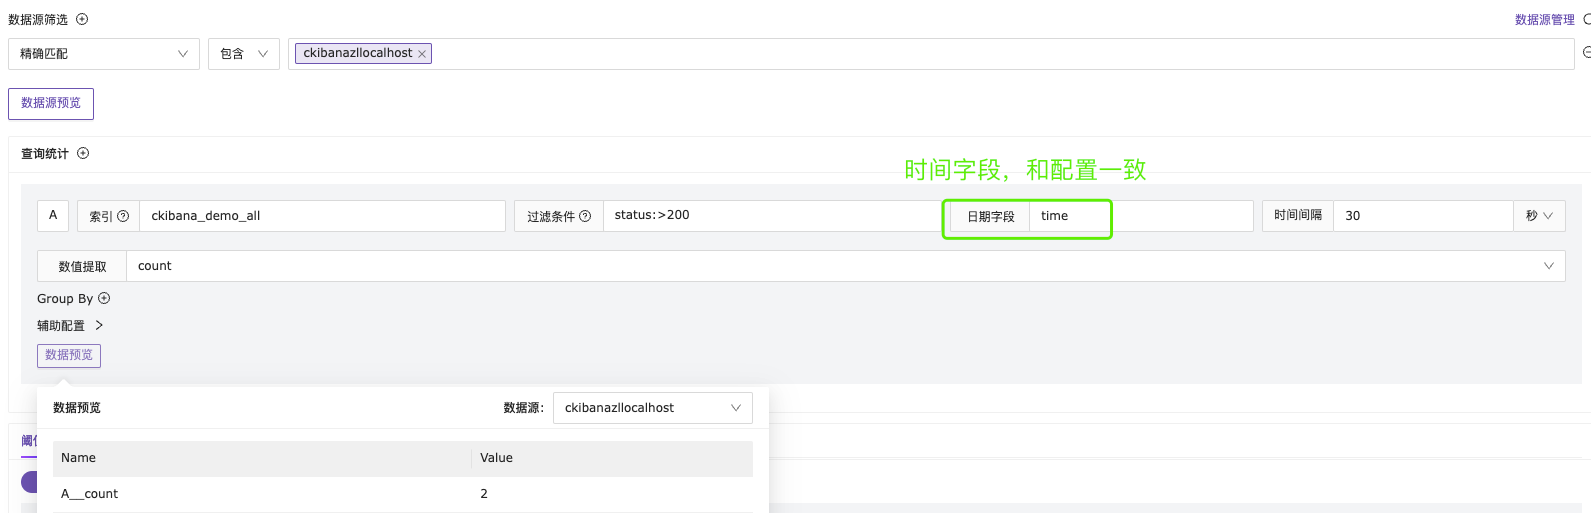 数据源筛选
数据源管理
精确匹配 包含 ckibanazllocalhost
数据源预览
查询统计
时间字段，和配置一致
A 索引 ckibana_demo_all 过滤条件 status:>200 日期字段 time 时间间隔 30 秒
数值提取 count
Group By
辅助配置
数据预览
数据预览 数据源: ckibanazllocalhost
Name Value
A__count 2